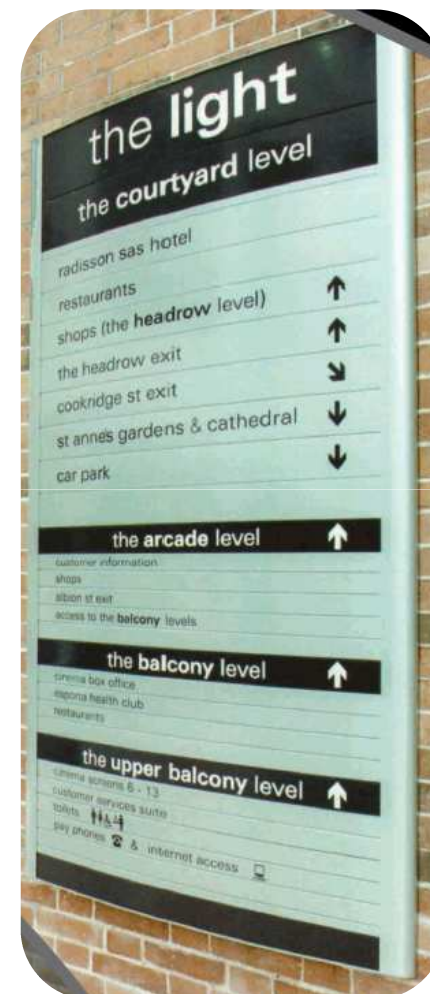 the light
the courtyard level
radisson sas hotel
restaurants
shops (the headrow level)
the headrow exit
cookridge st exit
st anne's gardens & cathedral
car park
the arcade level
customer information
shops
albion st exit
access to the balcony levels
the balcony level
cinema box office
esporta health club
restaurants
the upper balcony level
cinema screens 6 - 13
customer services suite
toilets
pay phones & internet access